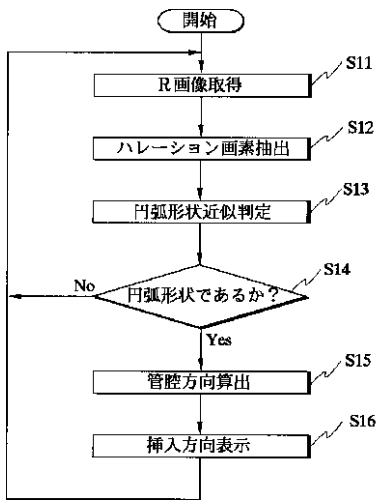 開始
S11
R画像取得
S12
ハレーション画素抽出
S13
円弧形状近似判定
S14
円弧形状であるか?
No
Yes
S15
管腔方向算出
S16
挿入方向表示